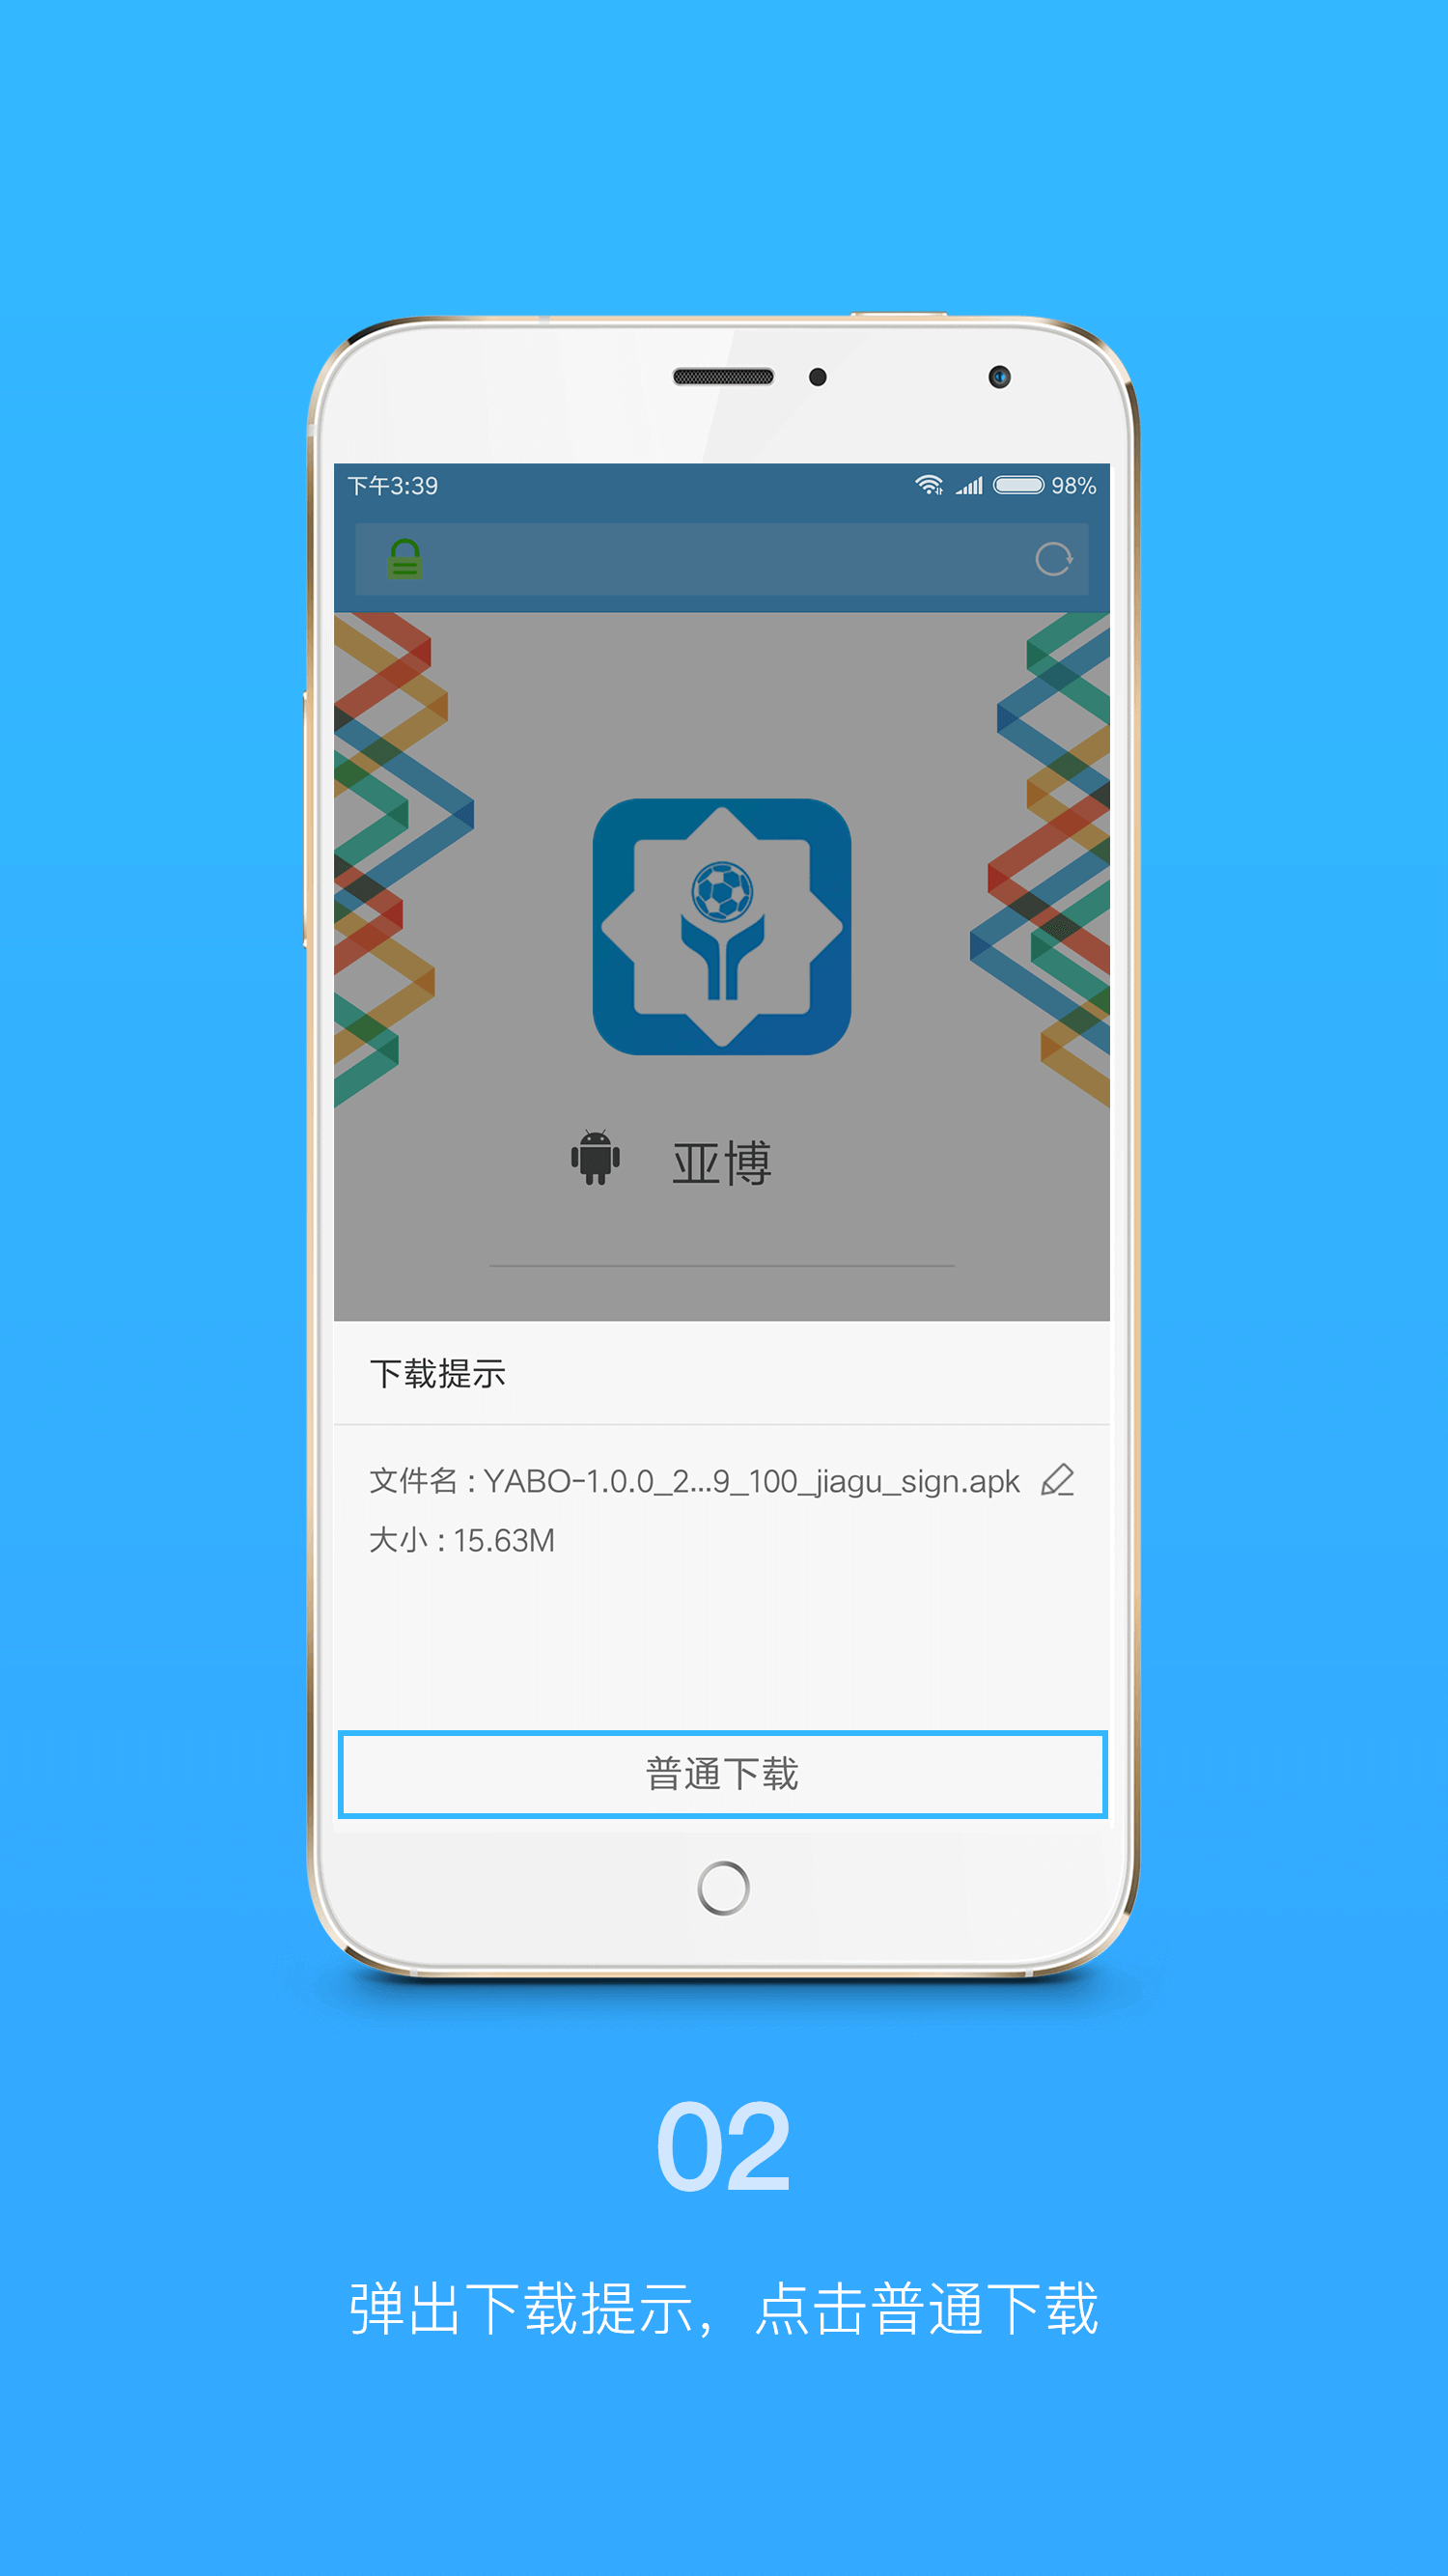 下午3:39
98%
亚博
下载提示
文件名 : YABO-1.0.0_2...9_100_jiagu_sign.apk
大小 : 15.63M
普通下载
02
弹出下载提示，点击普通下载